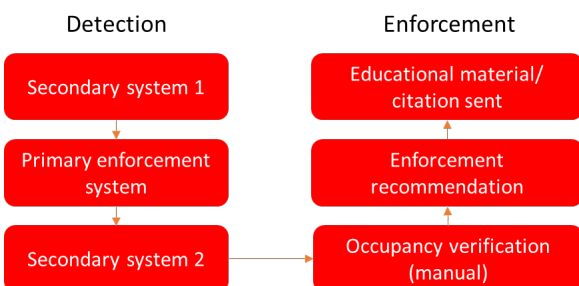 Detection
Secondary system 1
Primary enforcement
system
Secondary system 2
Enforcement
Educational material/
citation sent
Enforcement
recommendation
Occupancy verification
(manual)